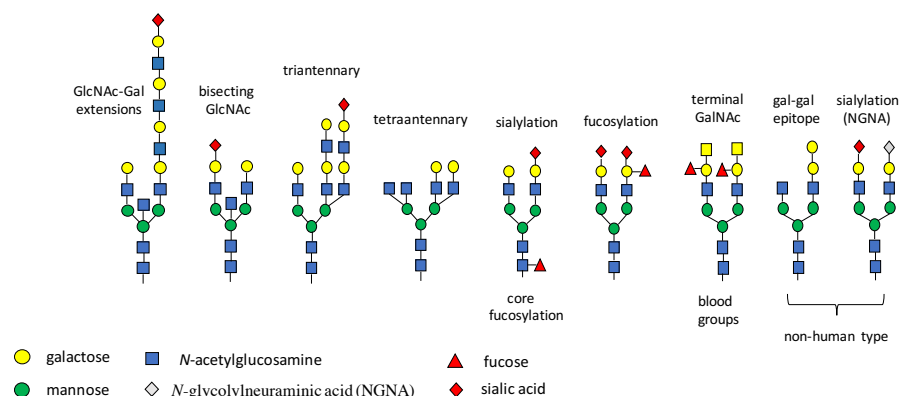 GlcNAc-Gal
extensions
bisecting
GlcNAc
triantennary
tetraantennary
sialylation
fucosylation
terminal
GalNAc
gal-gal
epitope
sialylation
(NGNA)
core
fucosylation
blood
groups
non-human type
galactose
N-acetylglucosamine
fucose
mannose
N-glycolylneuraminic acid (NGNA)
sialic acid